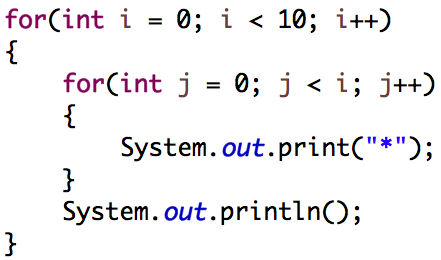 for(int i = 0; i < 10; i++)
{
    for(int j = 0; j < i; j++)
    {
        System.out.print("*");
    }
    System.out.println();
}